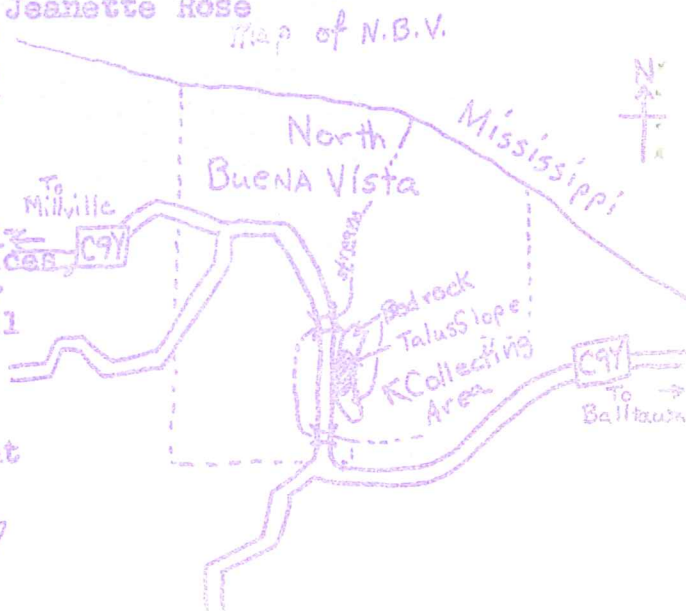 Jeanette Rose
Map of N.B.V.
N
Mississippi
North
BUENA Vista
To
Millville
C9Y
stream
Bedrock
Talus Slope
Collecting
Area
C9Y
To
Balltown